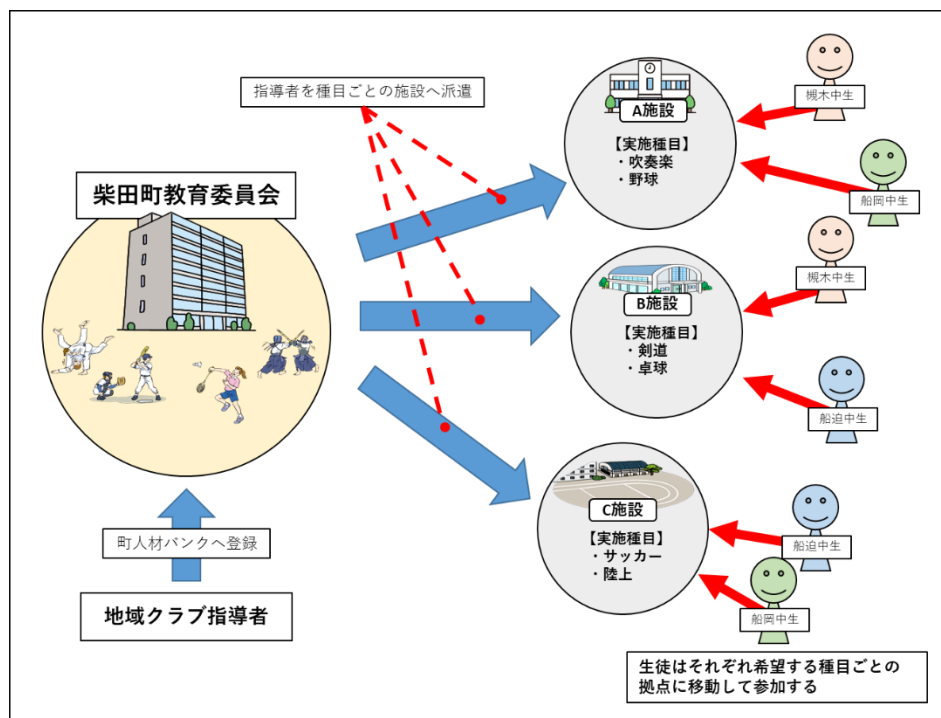 指導者を種目ごとの施設へ派遣
柴田町教育委員会
町人材バンクへ登録
地域クラブ指導者
A施設
【実施種目】
・吹奏楽
・野球
槻木中生
船岡中生
B施設
【実施種目】
・剣道
・卓球
槻木中生
船迫中生
C施設
【実施種目】
・サッカー
・陸上
船迫中生
船岡中生
生徒はそれぞれ希望する種目ごとの
拠点に移動して参加する